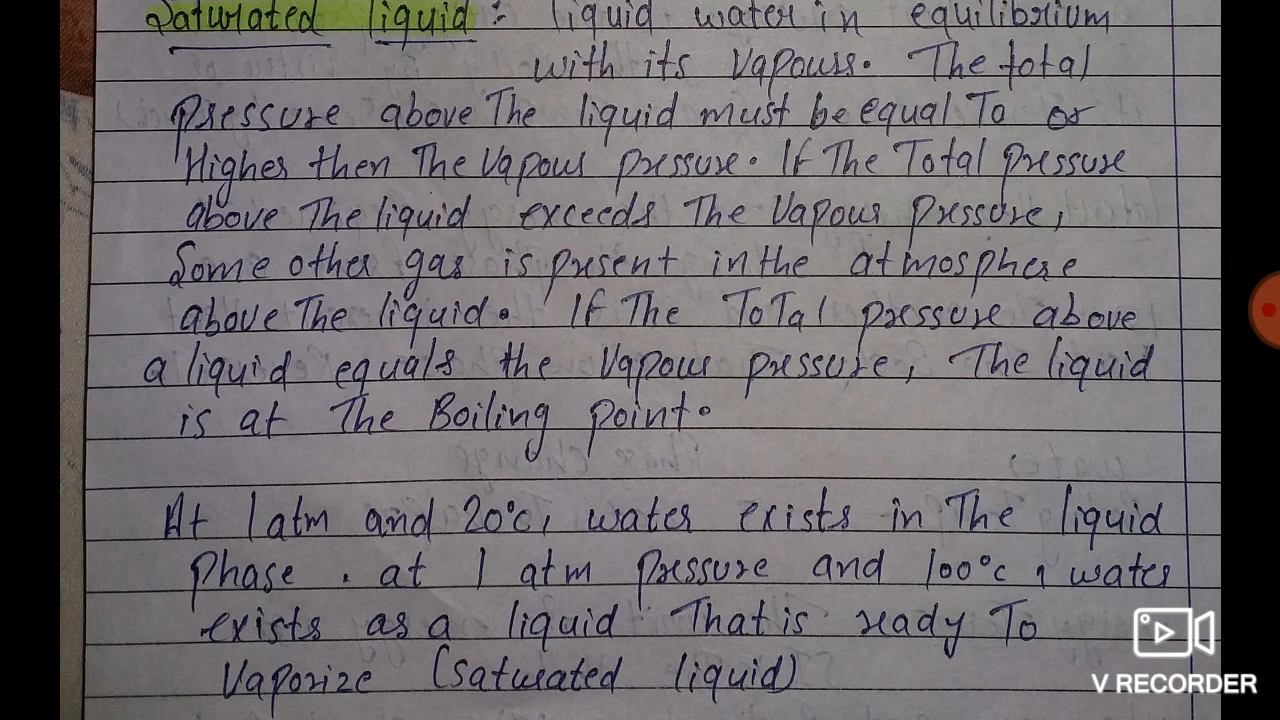 Saturated liquid : liquid water in equilibrium
with its vapours. The total
pressure above The liquid must be equal To or
Higher then The Vapour pressure. If The Total pressure
above The liquid exceeds The Vapour Pressure,
Some other gas is present in the atmosphere
above The liquid. If The ToTal pressure above
a liquid equals the Vapour pressure, The liquid
is at The Boiling point.
At 1 atm and 20°c, water exists in The liquid
Phase . at 1 atm Pressure and 100°c, water
exists as a liquid That is ready To
Vaporize (saturated liquid)
V RECORDER